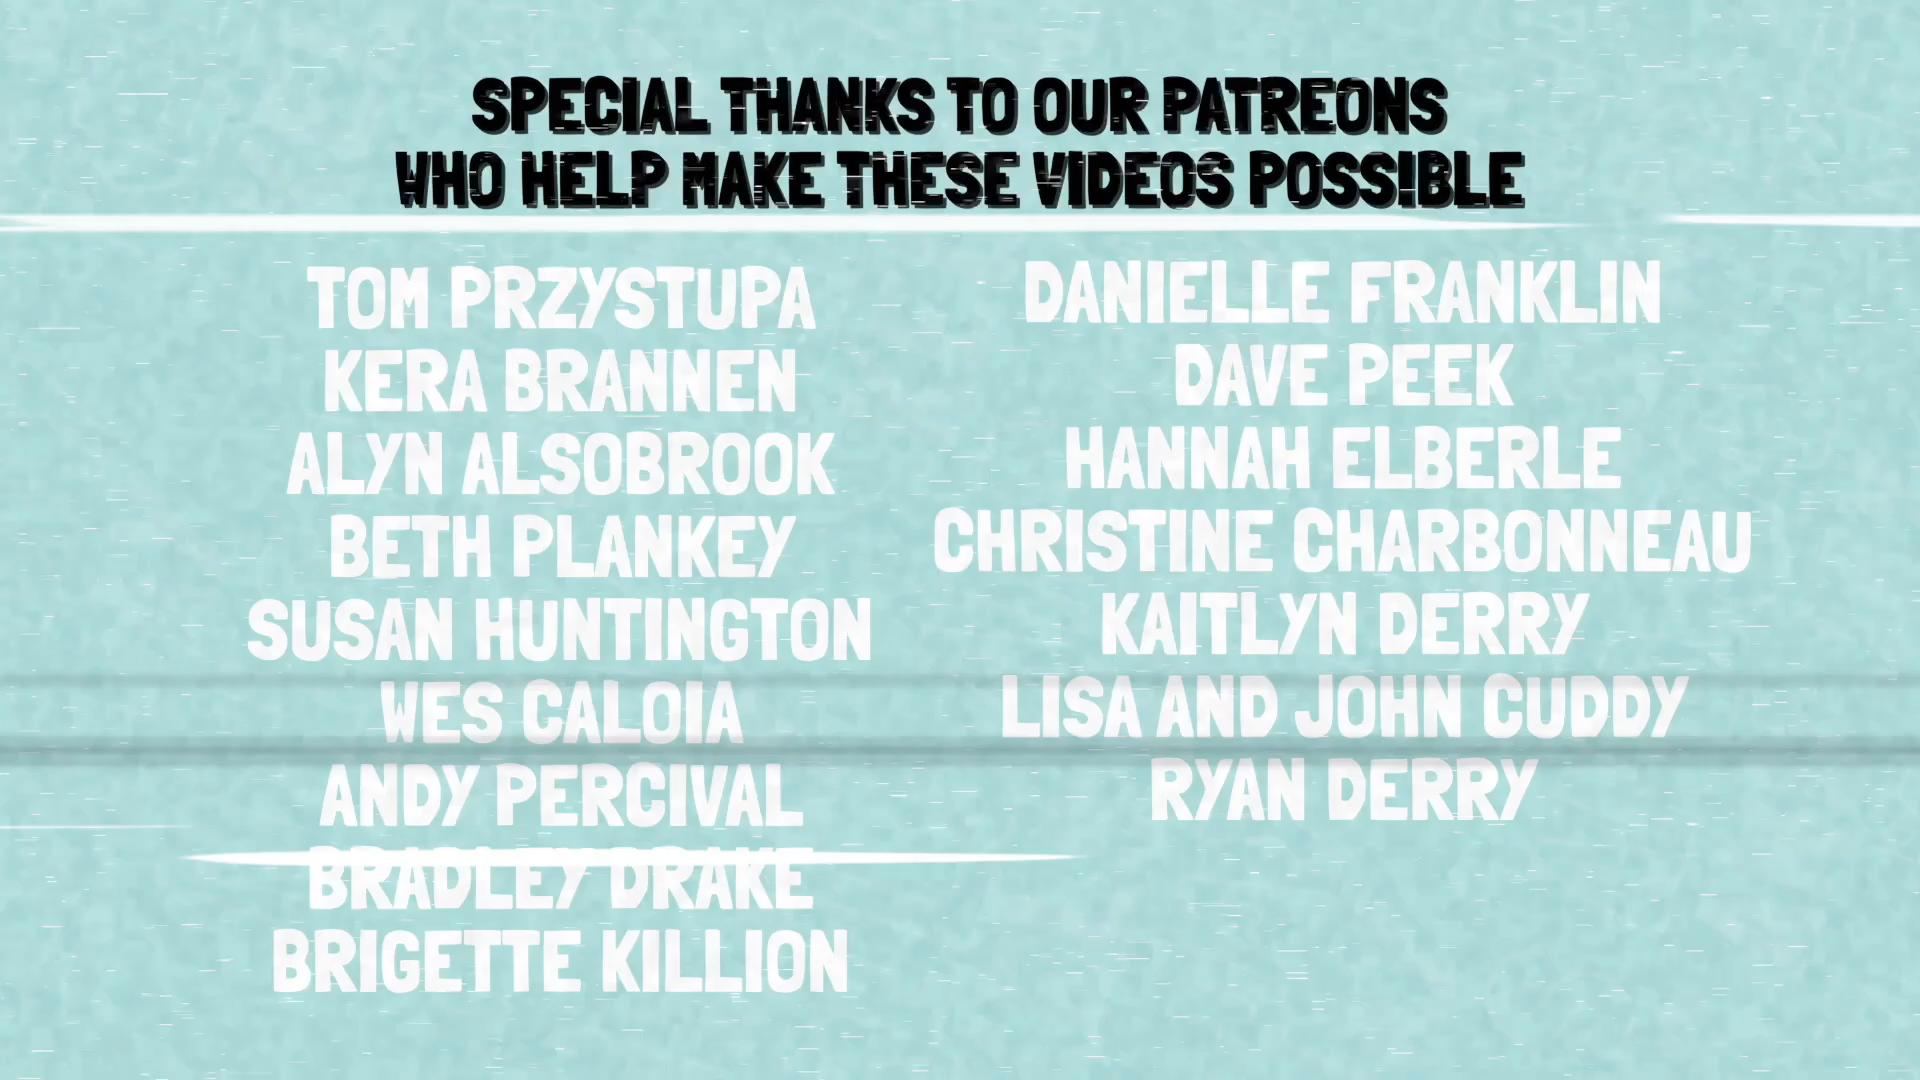 SPECIAL THANKS TO OUR PATREONS
WHO HELP MAKE THESE VIDEOS POSSIBLE
TOM PRZYSTUPA
KERA BRANNEN
ALYN ALSOBROOK
BETH PLANKEY
SUSAN HUNTINGTON
WES CALOIA
ANDY PERCIVAL
BRADLEY DRAKE
BRIGETTE KILLION
DANIELLE FRANKLIN
DAVE PEEK
HANNAH ELBERLE
CHRISTINE CHARBONNEAU
KAITLYN DERRY
LISA AND JOHN CUDDY
RYAN DERRY